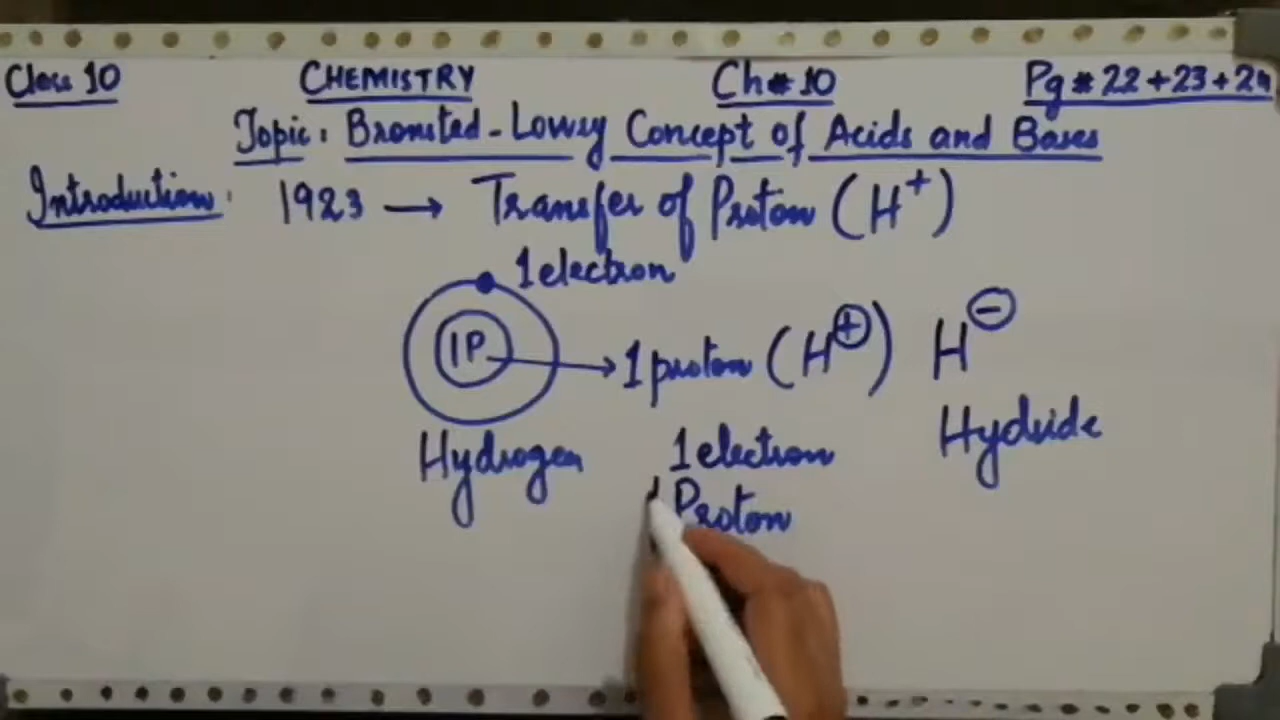 Class 10 CHEMISTRY Ch # 10 Pg # 22 + 23 + 24
Topic: Bronsted-Lowry Concept of Acids and Bases
Introduction: 1923 → Transfer of Proton (H⁺)
1 electron
1P → 1 proton (H⊕) H⊖
Hydrogen 1 electron Hydride
Proton